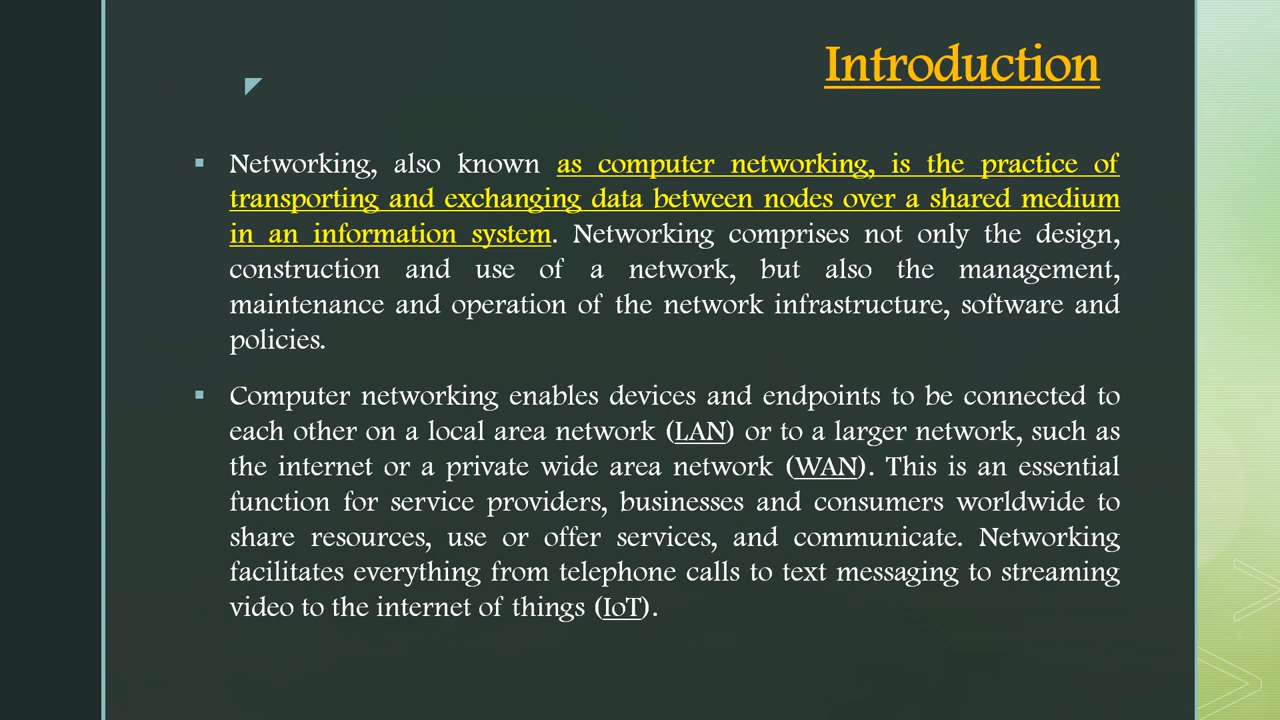 Introduction
▪ Networking, also known as computer networking, is the practice of
transporting and exchanging data between nodes over a shared medium
in an information system. Networking comprises not only the design,
construction and use of a network, but also the management,
maintenance and operation of the network infrastructure, software and
policies.
▪ Computer networking enables devices and endpoints to be connected to
each other on a local area network (LAN) or to a larger network, such as
the internet or a private wide area network (WAN). This is an essential
function for service providers, businesses and consumers worldwide to
share resources, use or offer services, and communicate. Networking
facilitates everything from telephone calls to text messaging to streaming
video to the internet of things (IoT).